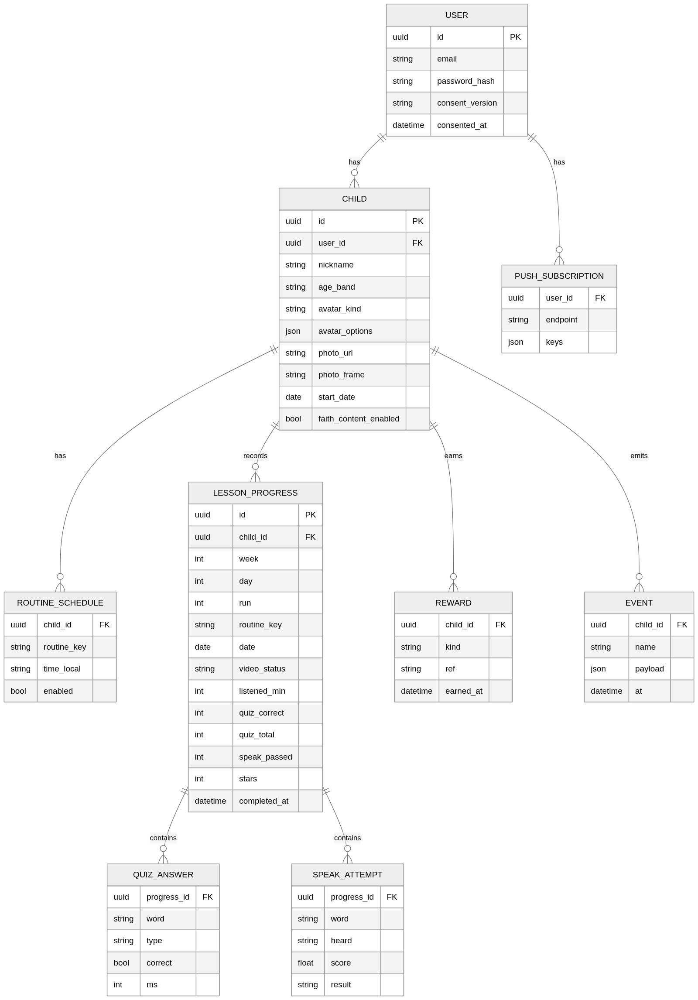 USER
uuid id PK
string email
string password_hash
string consent_version
datetime consented_at
has
has
CHILD
uuid id PK
uuid user_id FK
string nickname
string age_band
string avatar_kind
json avatar_options
string photo_url
string photo_frame
date start_date
bool faith_content_enabled
PUSH_SUBSCRIPTION
uuid user_id FK
string endpoint
json keys
has
records
earns
emits
LESSON_PROGRESS
uuid id PK
uuid child_id FK
int week
int day
int run
string routine_key
date date
string video_status
int listened_min
int quiz_correct
int quiz_total
int speak_passed
int stars
datetime completed_at
ROUTINE_SCHEDULE
uuid child_id FK
string routine_key
string time_local
bool enabled
REWARD
uuid child_id FK
string kind
string ref
datetime earned_at
EVENT
uuid child_id FK
string name
json payload
datetime at
contains
contains
QUIZ_ANSWER
uuid progress_id FK
string word
string type
bool correct
int ms
SPEAK_ATTEMPT
uuid progress_id FK
string word
string heard
float score
string result